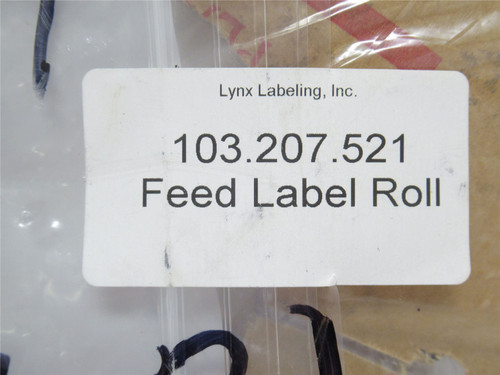 Lynx Labeling, Inc.
103.207.521
Feed Label Roll